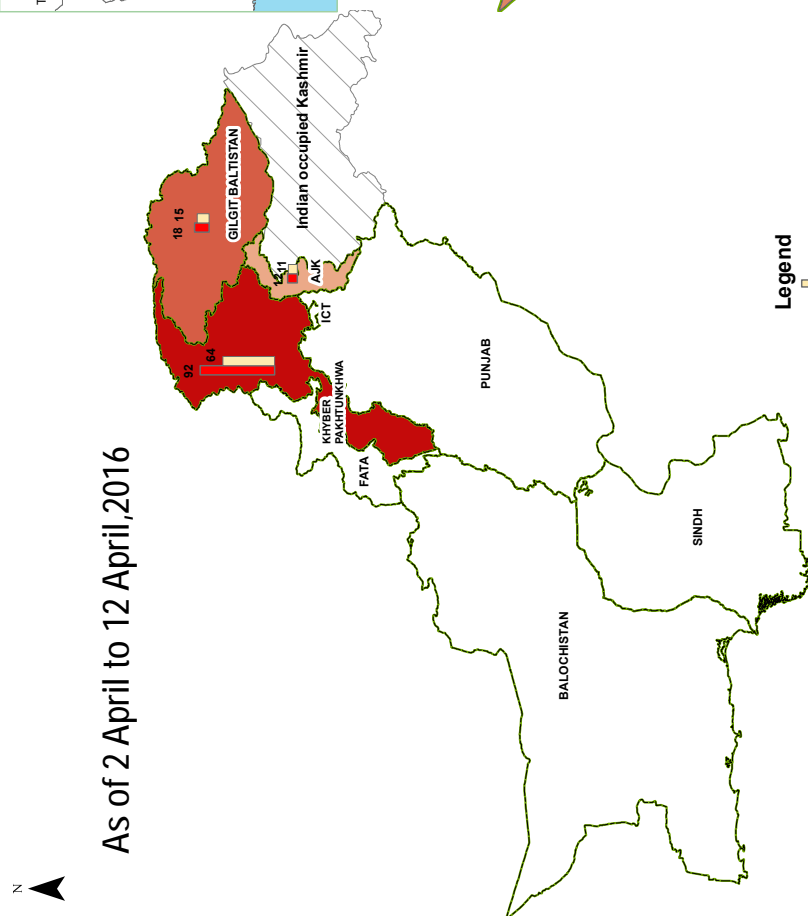 N
As of 2 April to 12 April,2016
18 15
GILGIT BALTISTAN
Indian occupied Kashmir
92
64
12
11
AJK
ICT
KHYBER
PAKHTUNKHWA
FATA
PUNJAB
BALOCHISTAN
SINDH
Legend